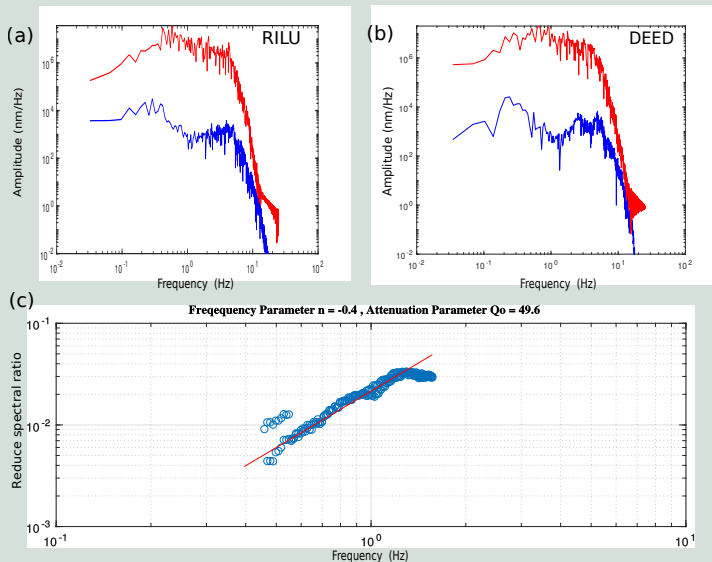 (a)
RILU
Amplitude (nm/Hz)
10^6
10^4
10^2
10^0
10^-2
10^-2
10^-1
10^0
10^1
10^2
Frequency (Hz)
(b)
DEED
Amplitude (nm/Hz)
10^6
10^4
10^2
10^0
10^-2
10^-2
10^-1
10^0
10^1
10^2
Frequency (Hz)
(c)
Freqequency Parameter n = -0.4 , Attenuation Parameter Qo = 49.6
Reduce spectral ratio
10^-1
10^-2
10^-3
10^-1
10^0
10^1
Frequency (Hz)